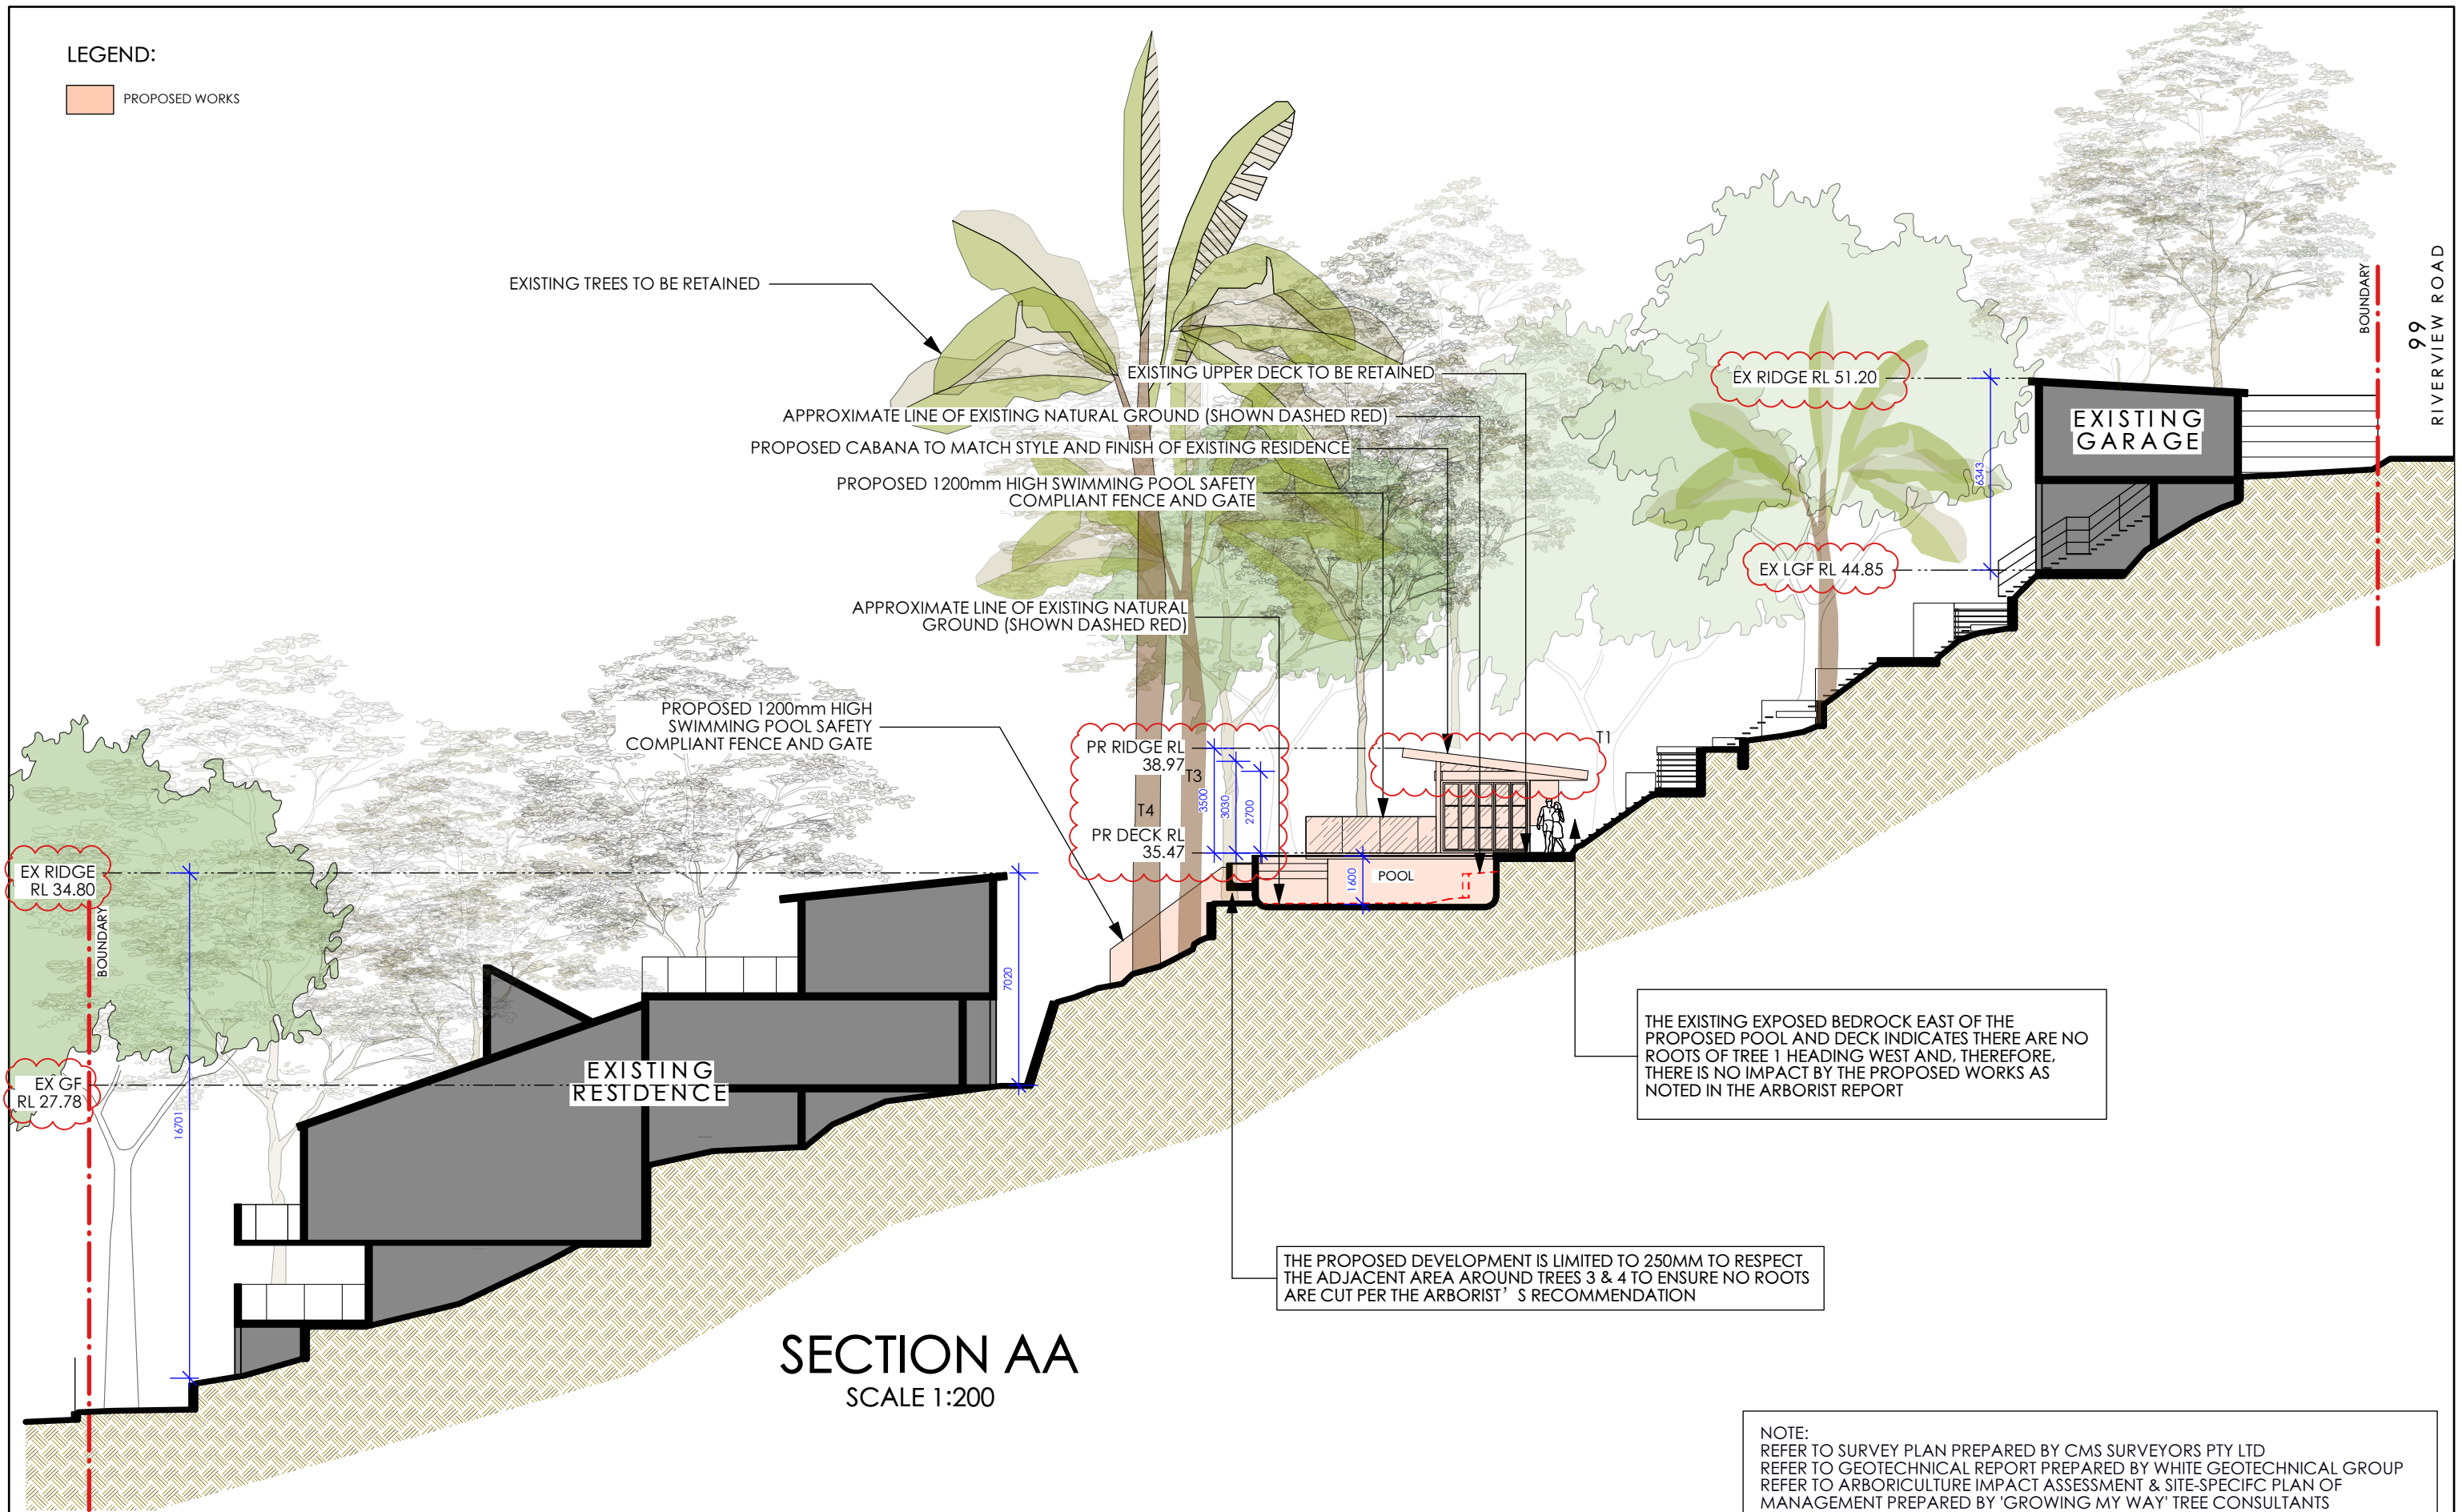 LEGEND:
PROPOSED WORKS
EXISTING TREES TO BE RETAINED
EXISTING UPPER DECK TO BE RETAINED
APPROXIMATE LINE OF EXISTING NATURAL GROUND (SHOWN DASHED RED)
PROPOSED CABANA TO MATCH STYLE AND FINISH OF EXISTING RESIDENCE
PROPOSED 1200mm HIGH SWIMMING POOL SAFETY
COMPLIANT FENCE AND GATE
APPROXIMATE LINE OF EXISTING NATURAL
GROUND (SHOWN DASHED RED)
PROPOSED 1200mm HIGH
SWIMMING POOL SAFETY
COMPLIANT FENCE AND GATE
EX RIDGE RL 51.20
EX LGF RL 44.85
6343
EXISTING
GARAGE
BOUNDARY
99
RIVERVIEW ROAD
PR RIDGE RL
38.97
T3
T4
PR DECK RL
35.47
3500
3030
2700
T1
1600
POOL
EX RIDGE
RL 34.80
BOUNDARY
EX GF
RL 27.78
16701
7020
EXISTING
RESIDENCE
THE EXISTING EXPOSED BEDROCK EAST OF THE
PROPOSED POOL AND DECK INDICATES THERE ARE NO
ROOTS OF TREE 1 HEADING WEST AND, THEREFORE,
THERE IS NO IMPACT BY THE PROPOSED WORKS AS
NOTED IN THE ARBORIST REPORT
THE PROPOSED DEVELOPMENT IS LIMITED TO 250MM TO RESPECT
THE ADJACENT AREA AROUND TREES 3 & 4 TO ENSURE NO ROOTS
ARE CUT PER THE ARBORIST' S RECOMMENDATION
SECTION AA
SCALE 1:200
NOTE:
REFER TO SURVEY PLAN PREPARED BY CMS SURVEYORS PTY LTD
REFER TO GEOTECHNICAL REPORT PREPARED BY WHITE GEOTECHNICAL GROUP
REFER TO ARBORICULTURE IMPACT ASSESSMENT & SITE-SPECIFC PLAN OF
MANAGEMENT PREPARED BY 'GROWING MY WAY' TREE CONSULTANTS